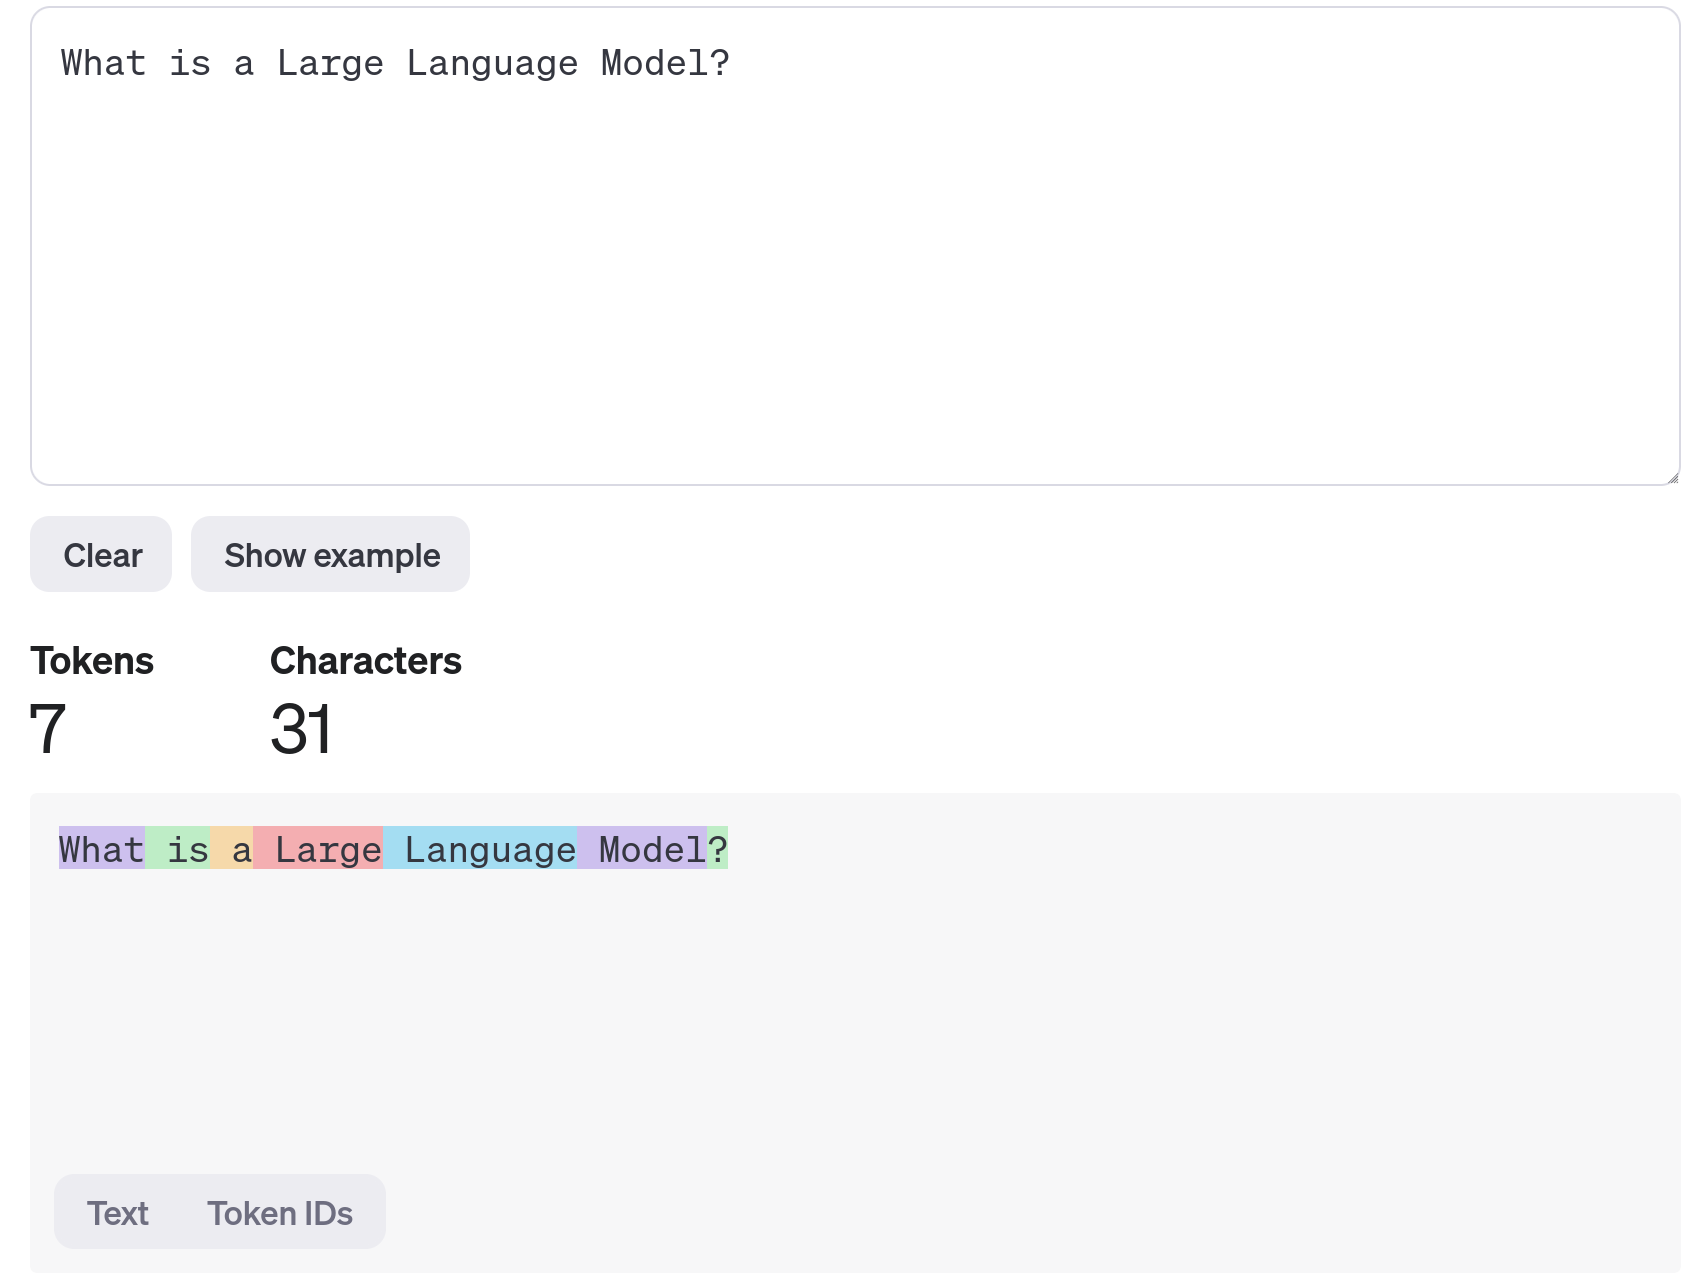 What is a Large Language Model?
Clear Show example
Tokens Characters
7 31
What is a Large Language Model?
Text Token IDs